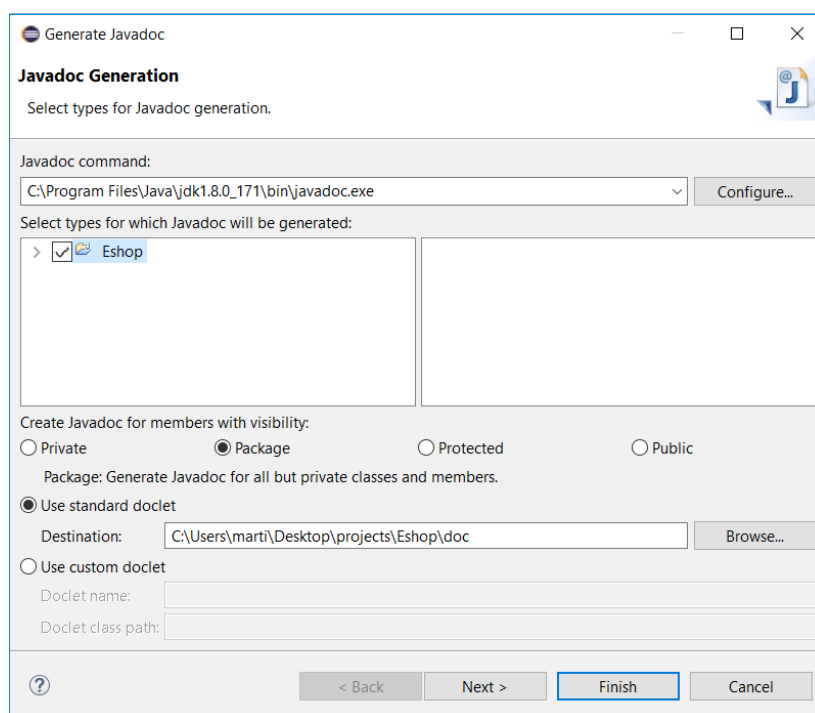 Generate Javadoc
Javadoc Generation
Select types for Javadoc generation.
@
J
Javadoc command:
C:\Program Files\Java\jdk1.8.0_171\bin\javadoc.exe
Configure...
Select types for which Javadoc will be generated:
Eshop
Create Javadoc for members with visibility:
Private Package Protected Public
Package: Generate Javadoc for all but private classes and members.
Use standard doclet
Destination: C:\Users\marti\Desktop\projects\Eshop\doc Browse...
Use custom doclet
Doclet name:
Doclet class path:
? < Back Next > Finish Cancel